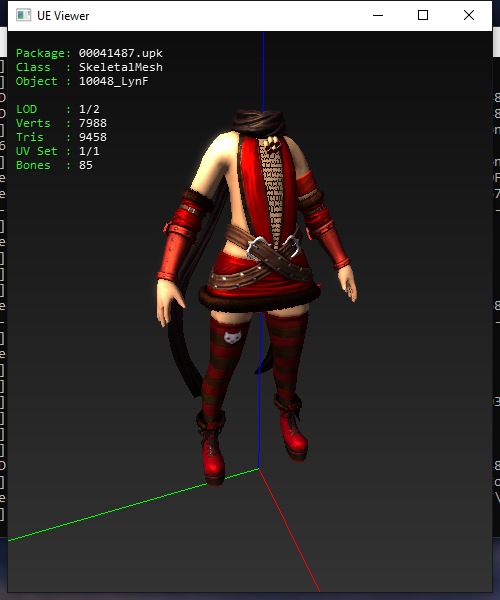 UE Viewer
Package: 00041487.upk
Class  : SkeletalMesh
Object : 10048_LynF
LOD    : 1/2
Verts  : 7988
Tris   : 9458
UV Set : 1/1
Bones  : 85